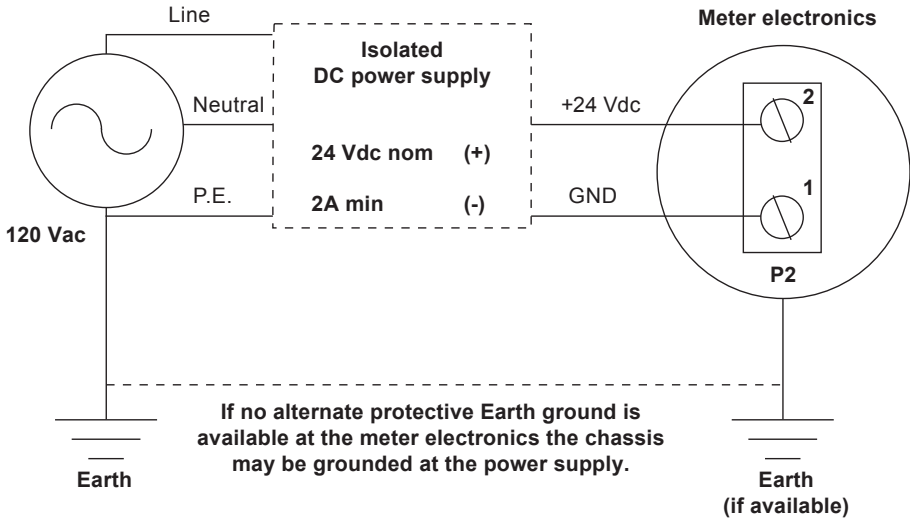 Line
Meter electronics
Isolated
DC power supply
Neutral
+24 Vdc
2
24 Vdc nom (+)
P.E.
2A min (-)
GND
1
120 Vac
P2
If no alternate protective Earth ground is
available at the meter electronics the chassis
may be grounded at the power supply.
Earth
Earth
(if available)